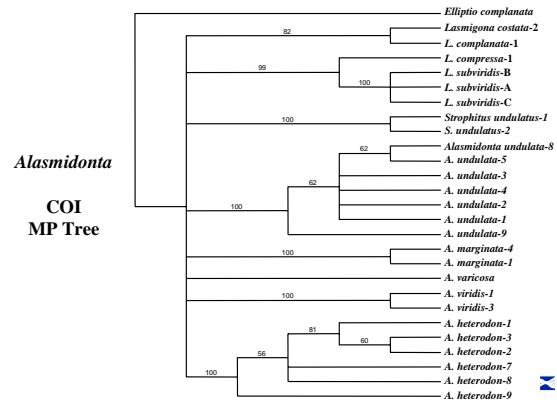 Alasmidonta
COI
MP Tree
Elliptio complanata
Lasmigona costata-2
82
L. complanata-1
L. compressa-1
99
L. subviridis-B
100
L. subviridis-A
L. subviridis-C
Strophitus undulatus-1
100
S. undulatus-2
Alasmidonta undulata-8
62
A. undulata-5
A. undulata-3
62
A. undulata-4
A. undulata-2
100
A. undulata-1
A. undulata-9
A. marginata-4
100
A. marginata-1
A. varicosa
A. viridis-1
100
A. viridis-3
A. heterodon-1
81
A. heterodon-3
60
A. heterodon-2
56
A. heterodon-7
100
A. heterodon-8
A. heterodon-9